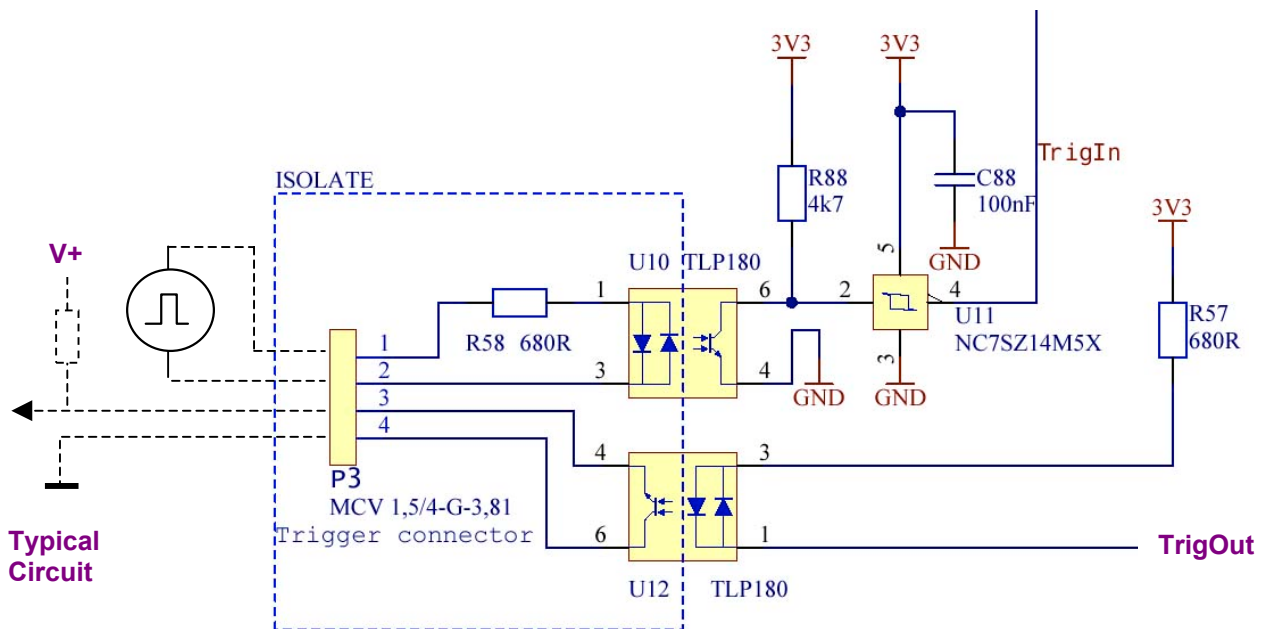 3V3
3V3
TrigIn
ISOLATE
R88
4k7
C88
100nF
3V3
V+
U10 TLP180
5
GND
1
6
2
4
U11
NC7SZ14M5X
R57
680R
1
R58 680R
2
3
4
3
GND
GND
3
4
4
3
P3
MCV 1,5/4-G-3,81
Trigger connector
6
1
TrigOut
Typical
Circuit
U12
TLP180